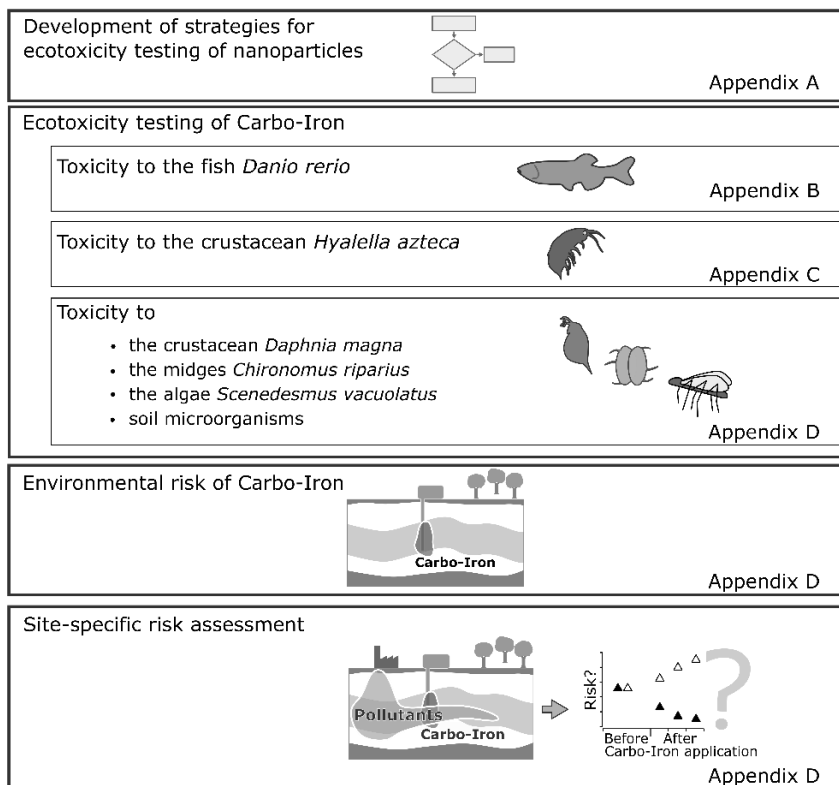 Development of strategies for
ecotoxicity testing of nanoparticles
Appendix A
Ecotoxicity testing of Carbo-Iron
Toxicity to the fish Danio rerio
Appendix B
Toxicity to the crustacean Hyalella azteca
Appendix C
Toxicity to
• the crustacean Daphnia magna
• the midges Chironomus riparius
• the algae Scenedesmus vacuolatus
• soil microorganisms
Appendix D
Environmental risk of Carbo-Iron
Carbo-Iron
Appendix D
Site-specific risk assessment
Pollutants
Carbo-Iron
Risk?
?
Before After
Carbo-Iron application
Appendix D